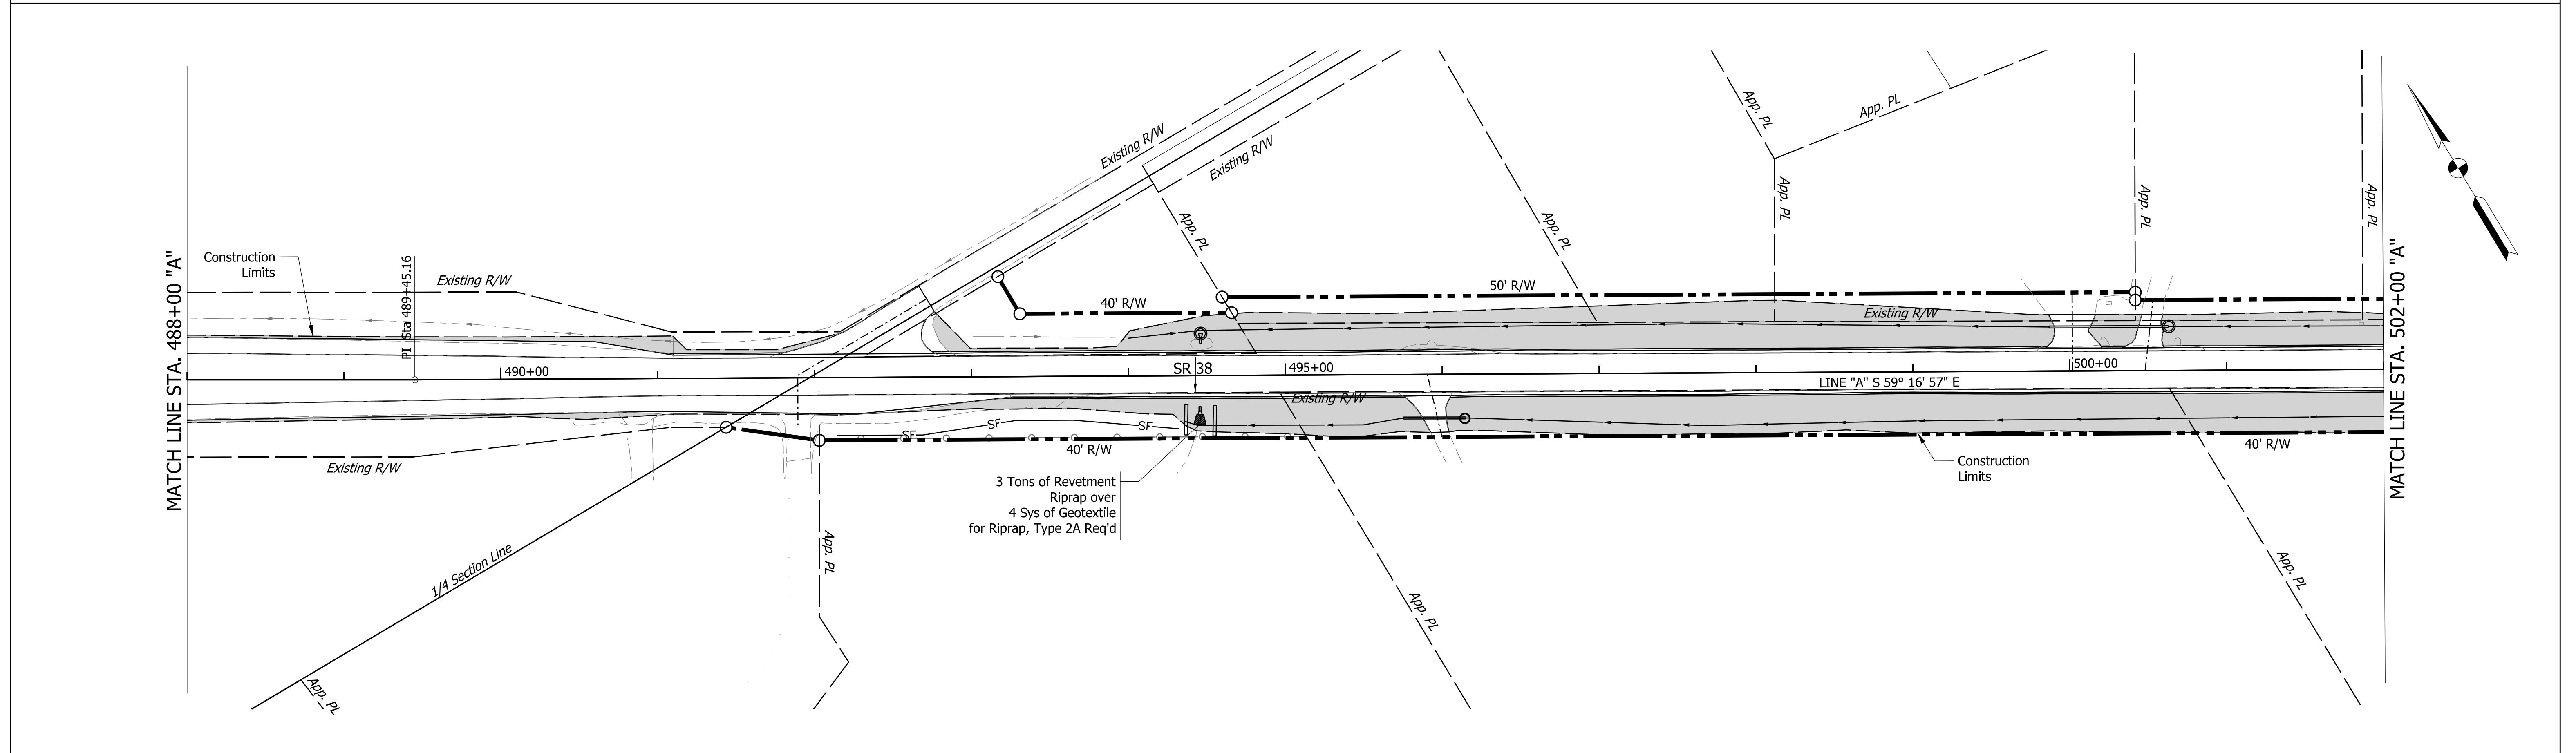 MATCH LINE STA. 488+00 "A"
Construction
Limits
PI Sta 489+45.16
Existing R/W
Existing R/W
490+00
1/4 Section Line
App. PL
App. PL
Existing R/W
Existing R/W
App. PL
40' R/W
SR 38
495+00
Existing R/W
SF
SF
SF
40' R/W
3 Tons of Revetment
Riprap over
4 Sys of Geotextile
for Riprap, Type 2A Req'd
App. PL
50' R/W
App. PL
App. PL
App. PL
App. PL
Existing R/W
LINE "A" S 59° 16' 57" E
500+00
App. PL
App. PL
Construction
Limits
40' R/W
App. PL
MATCH LINE STA. 502+00 "A"